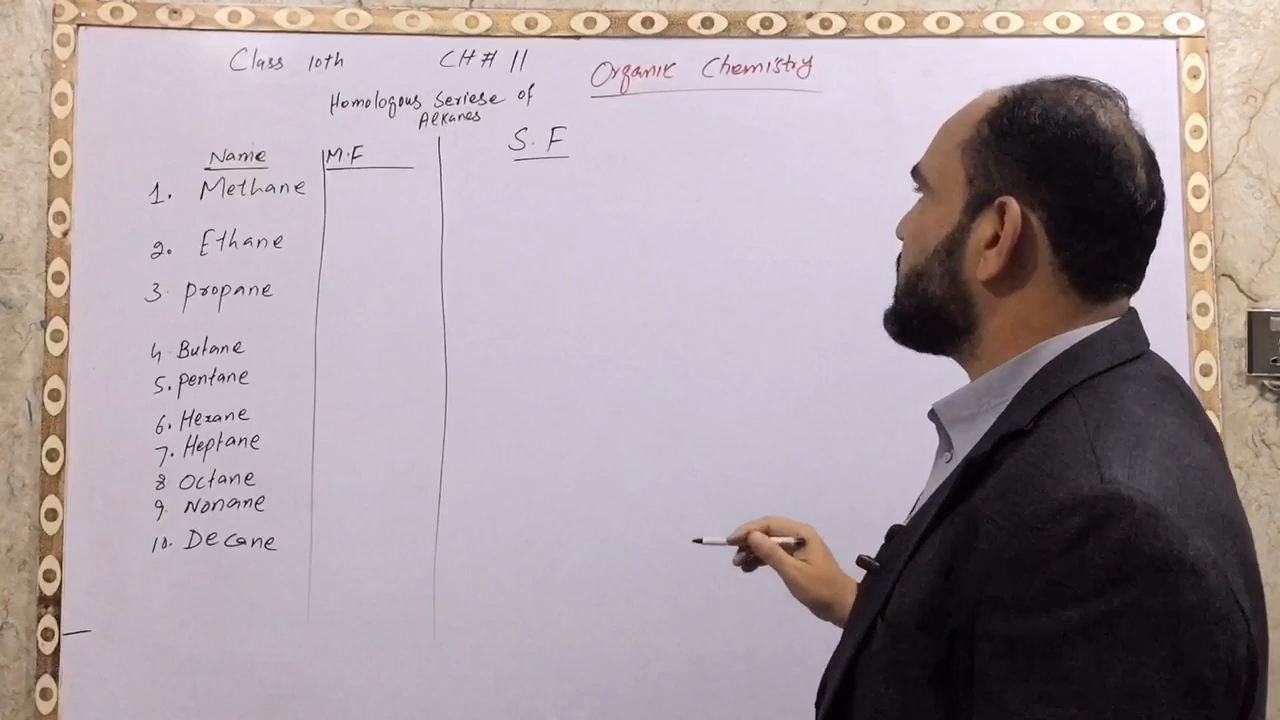 Class 10th CH # 11 Organic Chemistry
Homologous Seriese of
Alkanes
Name M.F S.F
1. Methane
2. Ethane
3. propane
4. Butane
5. pentane
6. Hexane
7. Heptane
8 Octane
9. Nonane
10. Decane